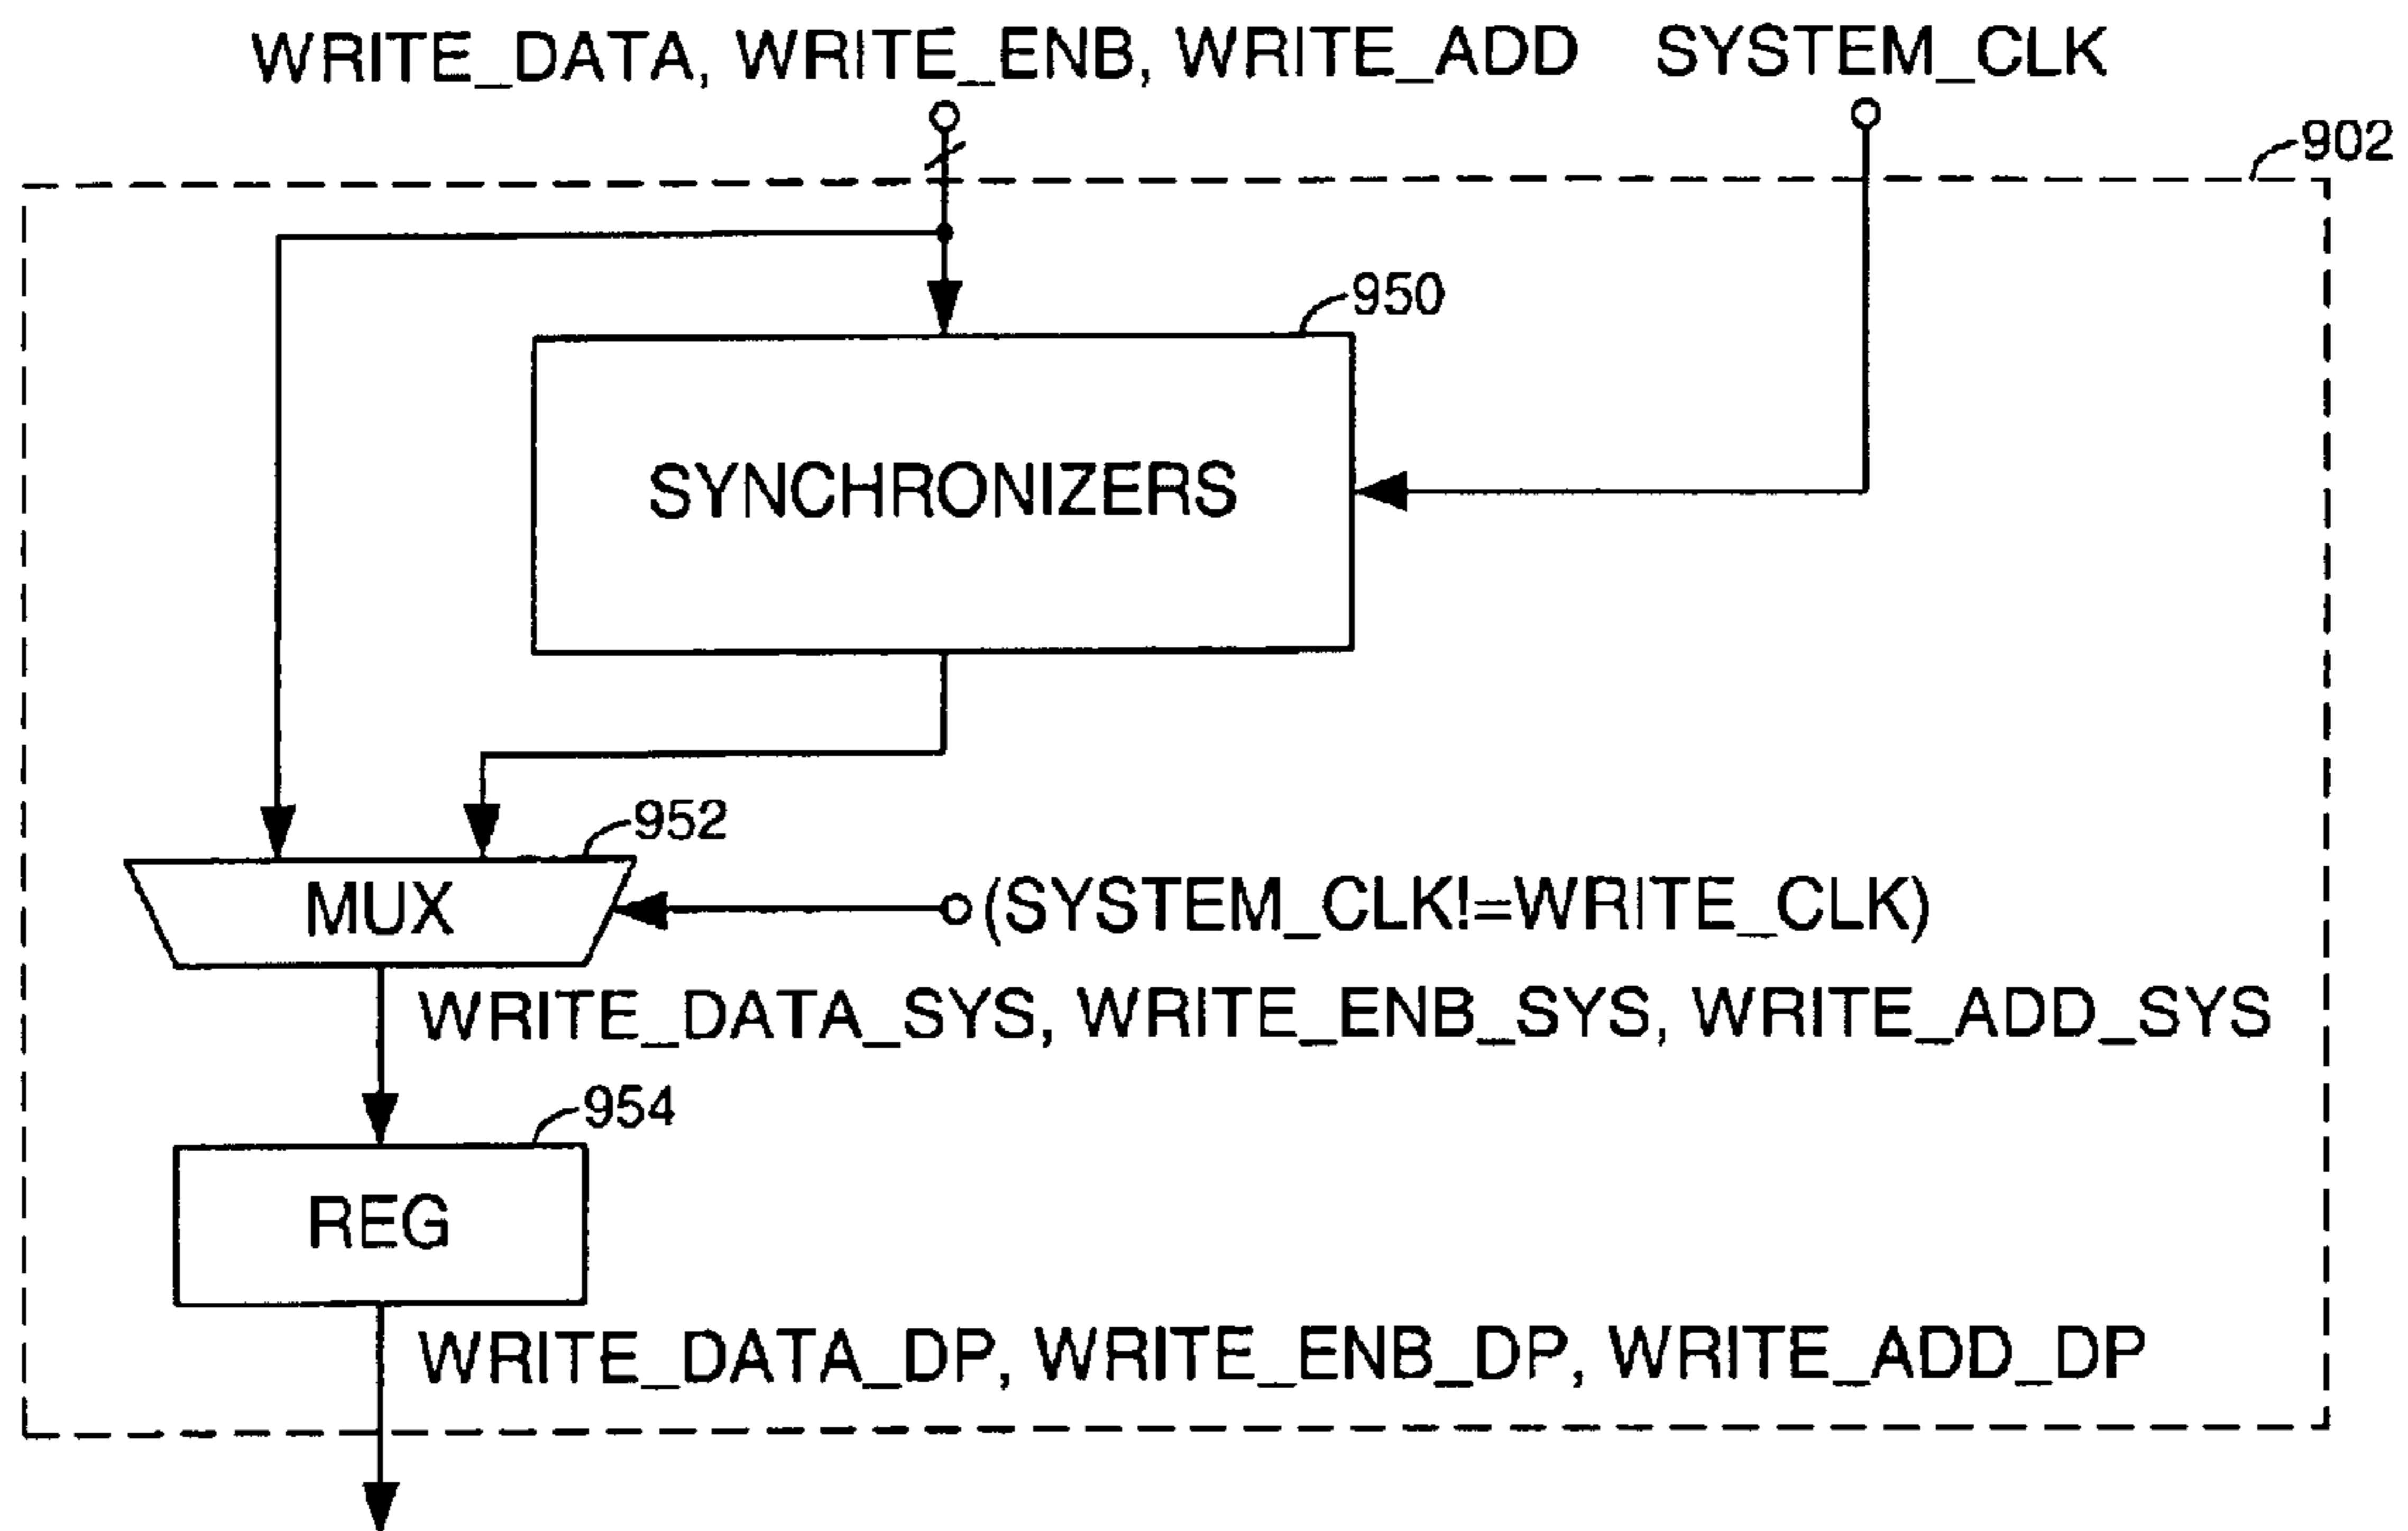 WRITE_DATA, WRITE_ENB, WRITE_ADD SYSTEM_CLK
902
950
SYNCHRONIZERS
952
MUX
(SYSTEM_CLK!=WRITE_CLK)
WRITE_DATA_SYS, WRITE_ENB_SYS, WRITE_ADD_SYS
954
REG
WRITE_DATA_DP, WRITE_ENB_DP, WRITE_ADD_DP